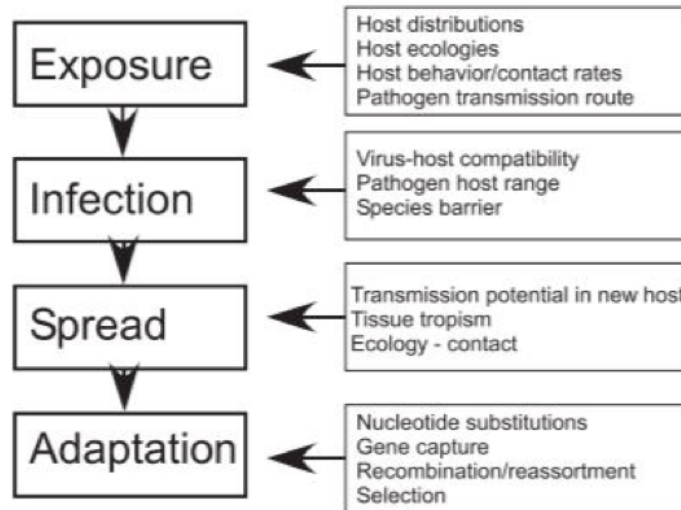 Exposure
Host distributions
Host ecologies
Host behavior/contact rates
Pathogen transmission route
Infection
Virus-host compatibility
Pathogen host range
Species barrier
Spread
Transmission potential in new host
Tissue tropism
Ecology - contact
Adaptation
Nucleotide substitutions
Gene capture
Recombination/reassortment
Selection